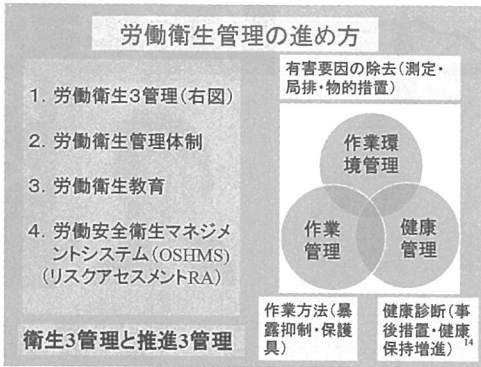 労働衛生管理の進め方
1. 労働衛生3管理(右図)
2. 労働衛生管理体制
3. 労働衛生教育
4. 労働安全衛生マネジメ
ントシステム(OSHMS)
(リスクアセスメントRA)
衛生3管理と推進3管理
有害要因の除去(測定・
局排・物的措置)
作業環
境管理
作業
管理
健康
管理
作業方法(暴
露抑制・保護
具)
健康診断(事
後措置・健康
保持増進)
14